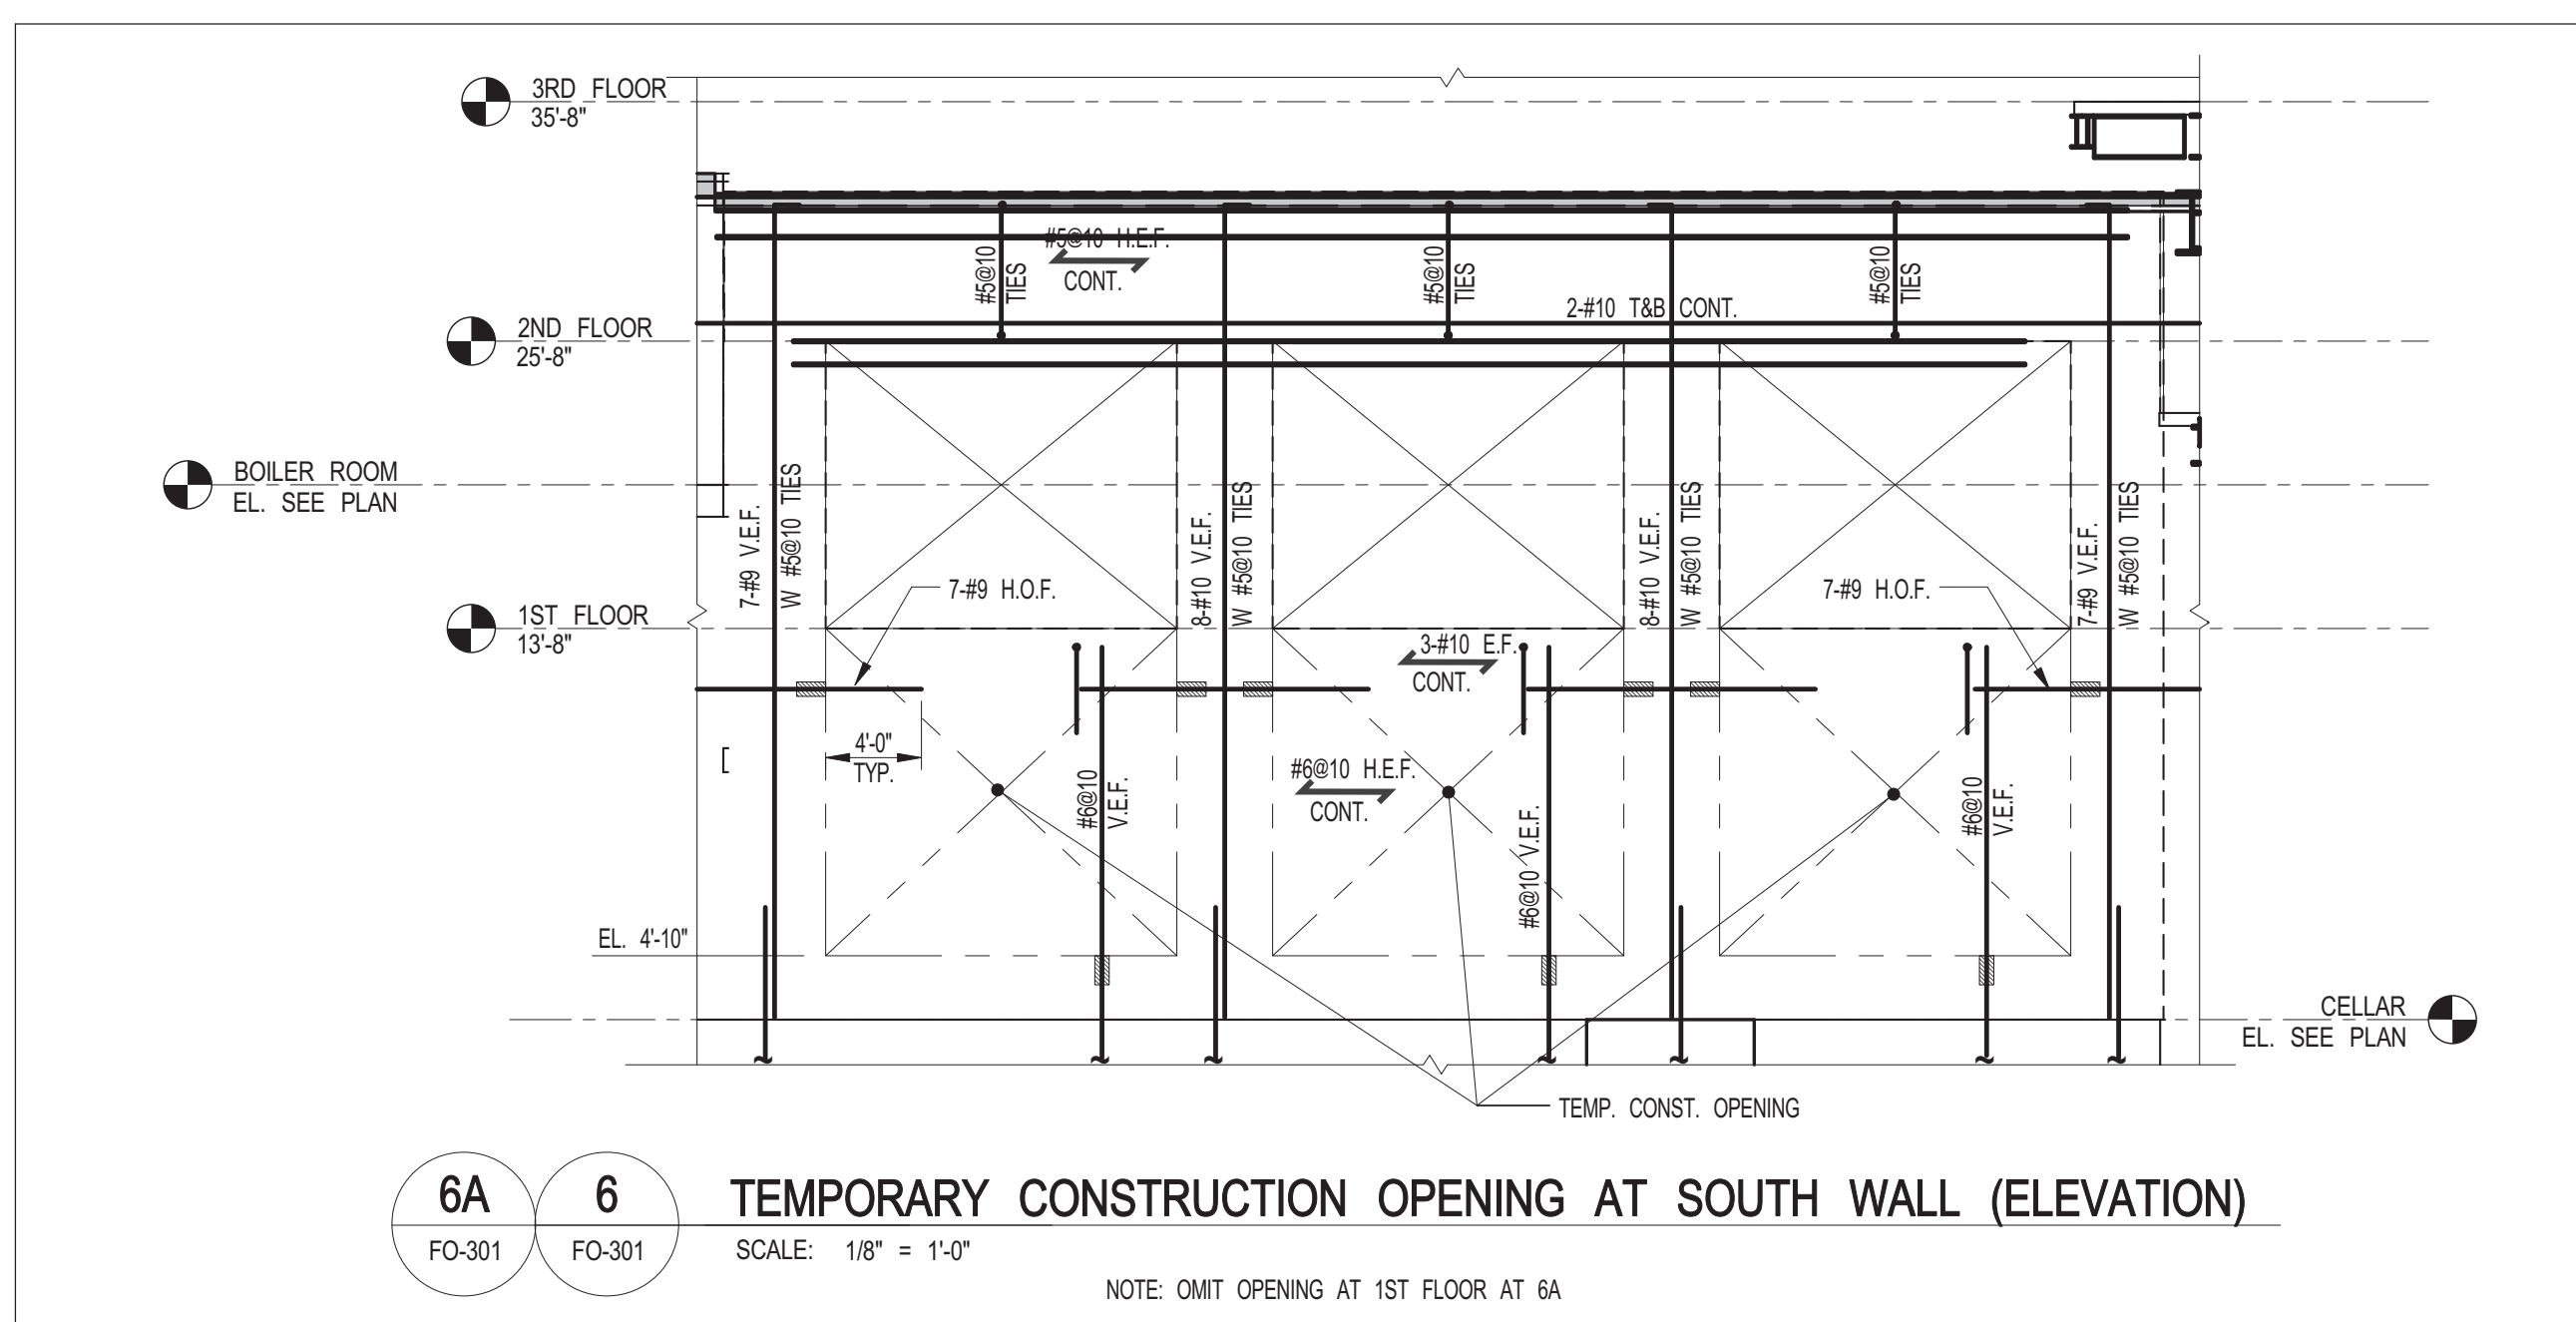 3RD FLOOR
35'-8"
#5@10 H.E.F.
CONT.
#5@10
TIES
#5@10
TIES
#5@10
TIES
2-#10 T&B CONT.
2ND FLOOR
25'-8"
BOILER ROOM
EL. SEE PLAN
7-#9 V.E.F.
W #5@10 TIES
8-#10 V.E.F.
W #5@10 TIES
8-#10 V.E.F.
W #5@10 TIES
7-#9 V.E.F.
W #5@10 TIES
7-#9 H.O.F.
7-#9 H.O.F.
1ST FLOOR
13'-8"
3-#10 E.F.
CONT.
4'-0"
TYP.
#6@10
V.E.F.
#6@10 H.E.F.
CONT.
#6@10 V.E.F.
#6@10
V.E.F.
EL. 4'-10"
CELLAR
EL. SEE PLAN
TEMP. CONST. OPENING
6A
FO-301
6
FO-301
TEMPORARY CONSTRUCTION OPENING AT SOUTH WALL (ELEVATION)
SCALE: 1/8" = 1'-0"
NOTE: OMIT OPENING AT 1ST FLOOR AT 6A